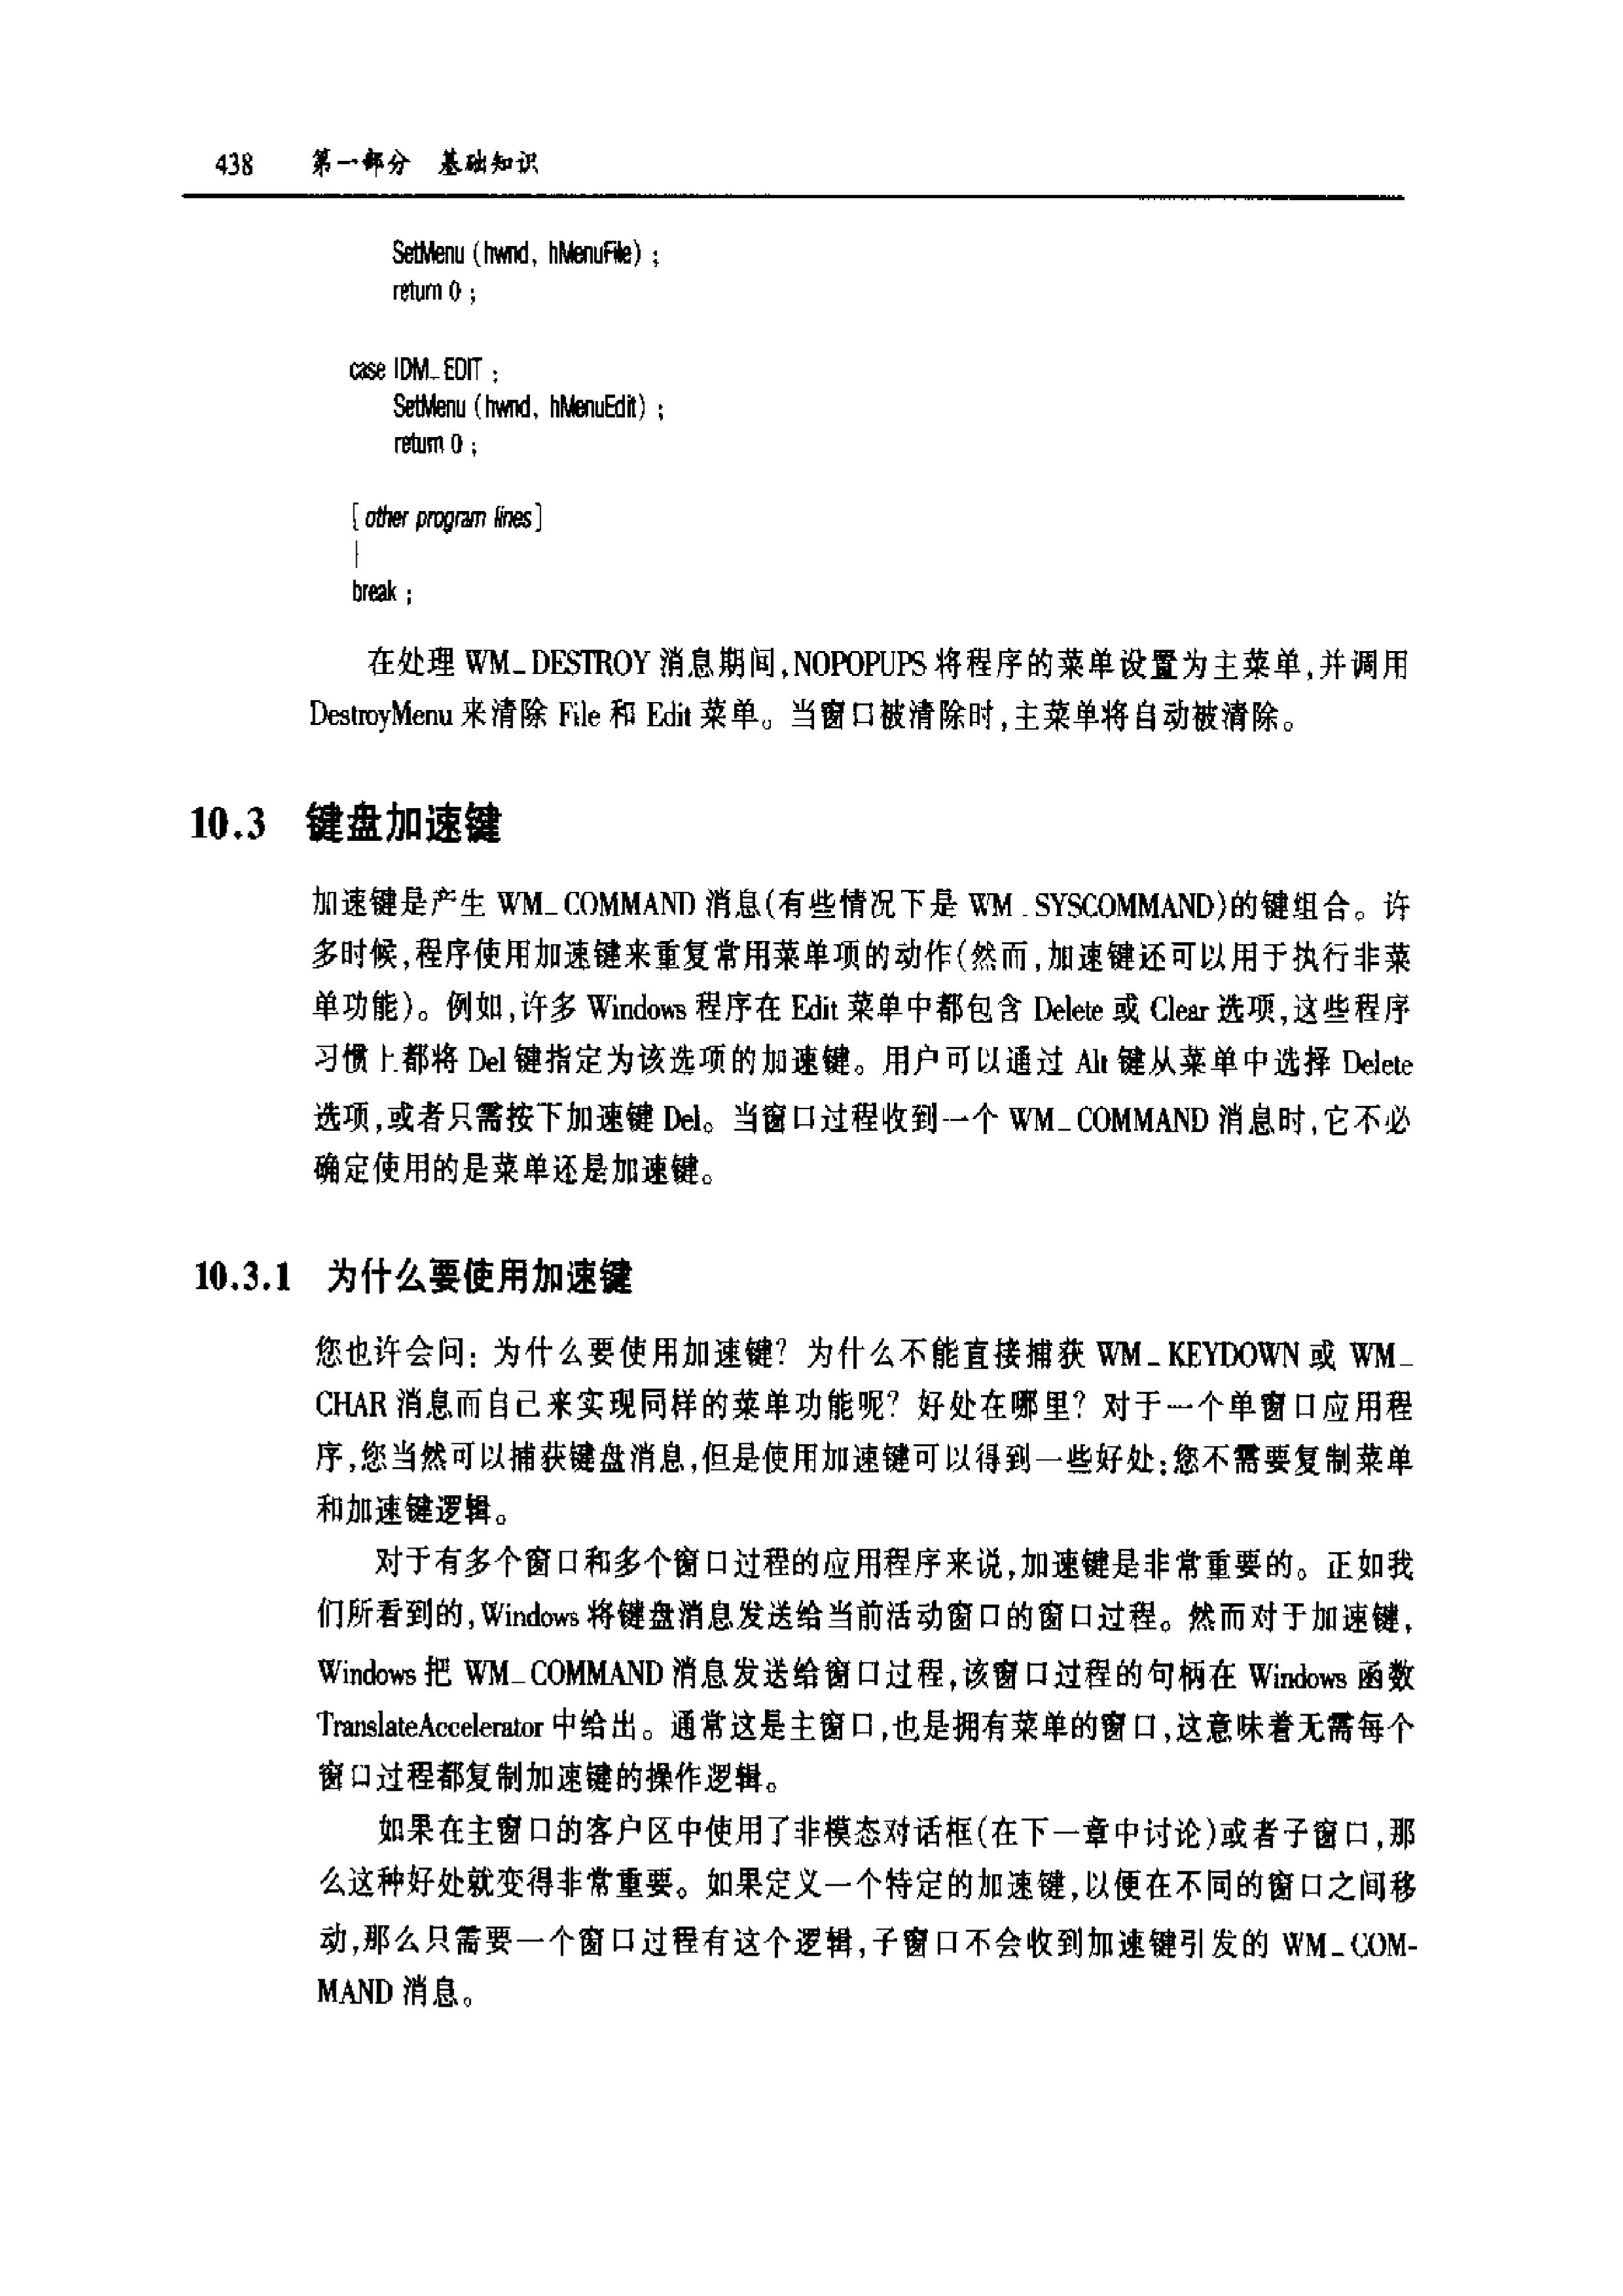 438 第一部分 基础知识
SetMenu (hwnd, hMenuFile) ;
return 0 ;
case IDM_EDIT ;
SetMenu (hwnd, hMenuEdit) ;
return 0 ;
[other program lines]
}
break ;
在处理 WM_DESTROY 消息期间,NOPOPUPS 将程序的菜单设置为主菜单,并调用
DestroyMenu 来清除 File 和 Edit 菜单。当窗口被清除时,主菜单将自动被清除。
10.3 键盘加速键
加速键是产生 WM_COMMAND 消息(有些情况下是 WM_SYSCOMMAND)的键组合。许
多时候,程序使用加速键来重复常用菜单项的动作(然而,加速键还可以用于执行非菜
单功能)。例如,许多 Windows 程序在 Edit 菜单中都包含 Delete 或 Clear 选项,这些程序
习惯上都将 Del 键指定为该选项的加速键。用户可以通过 Alt 键从菜单中选择 Delete
选项,或者只需按下加速键 Del。当窗口过程收到一个 WM_COMMAND 消息时,它不必
确定使用的是菜单还是加速键。
10.3.1 为什么要使用加速键
您也许会问: 为什么要使用加速键? 为什么不能直接捕获 WM_KEYDOWN 或 WM_
CHAR 消息而自己来实现同样的菜单功能呢? 好处在哪里? 对于一个单窗口应用程
序,您当然可以捕获键盘消息,但是使用加速键可以得到一些好处:您不需要复制菜单
和加速键逻辑。
对于有多个窗口和多个窗口过程的应用程序来说,加速键是非常重要的。正如我
们所看到的,Windows 将键盘消息发送给当前活动窗口的窗口过程。然而对于加速键,
Windows 把 WM_COMMAND 消息发送给窗口过程,该窗口过程的句柄在 Windows 函数
TranslateAccelerator 中给出。通常这是主窗口,也是拥有菜单的窗口,这意味着无需每个
窗口过程都复制加速键的操作逻辑。
如果在主窗口的客户区中使用了非模态对话框(在下一章中讨论)或者子窗口,那
么这种好处就变得非常重要。如果定义一个特定的加速键,以便在不同的窗口之间移
动,那么只需要一个窗口过程有这个逻辑,子窗口不会收到加速键引发的 WM_COM-
MAND 消息。